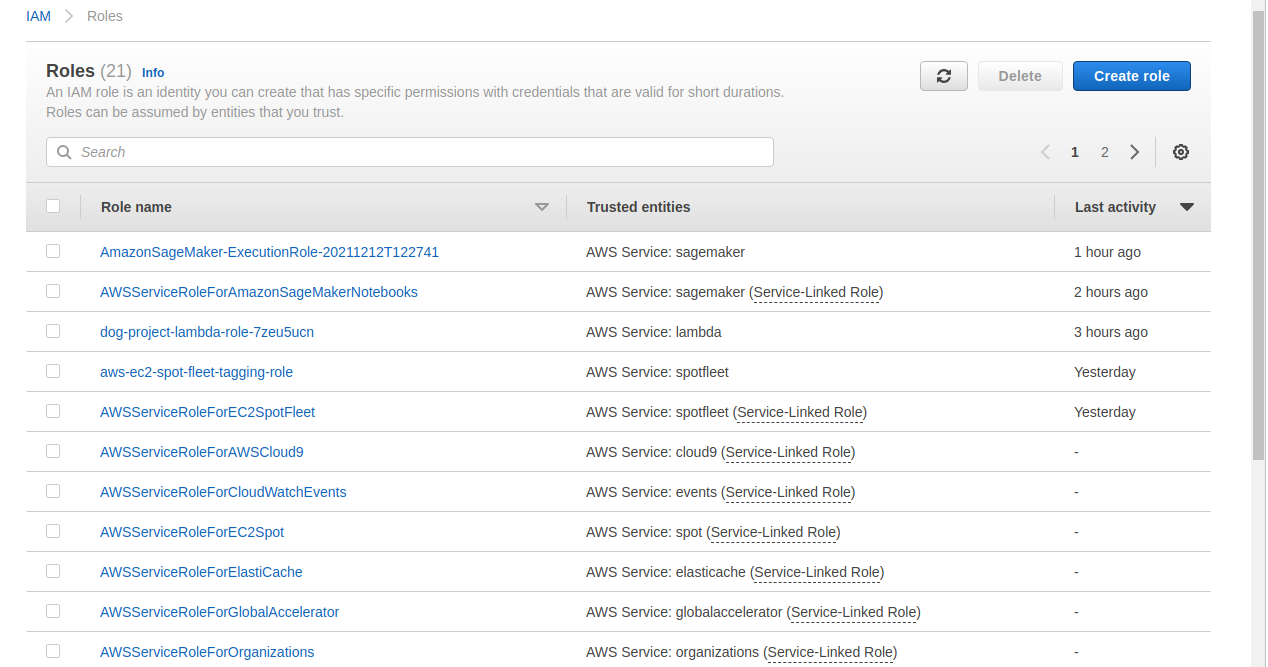 IAM > Roles
Roles (21) Info
An IAM role is an identity you can create that has specific permissions with credentials that are valid for short durations.
Roles can be assumed by entities that you trust.
Delete
Create role
Search
1 2
Role name Trusted entities Last activity
AmazonSageMaker-ExecutionRole-20211212T122741 AWS Service: sagemaker 1 hour ago
AWSServiceRoleForAmazonSageMakerNotebooks AWS Service: sagemaker (Service-Linked Role) 2 hours ago
dog-project-lambda-role-7zeu5ucn AWS Service: lambda 3 hours ago
aws-ec2-spot-fleet-tagging-role AWS Service: spotfleet Yesterday
AWSServiceRoleForEC2SpotFleet AWS Service: spotfleet (Service-Linked Role) Yesterday
AWSServiceRoleForAWSCloud9 AWS Service: cloud9 (Service-Linked Role) -
AWSServiceRoleForCloudWatchEvents AWS Service: events (Service-Linked Role) -
AWSServiceRoleForEC2Spot AWS Service: spot (Service-Linked Role) -
AWSServiceRoleForElastiCache AWS Service: elasticache (Service-Linked Role) -
AWSServiceRoleForGlobalAccelerator AWS Service: globalaccelerator (Service-Linked Role) -
AWSServiceRoleForOrganizations AWS Service: organizations (Service-Linked Role) -